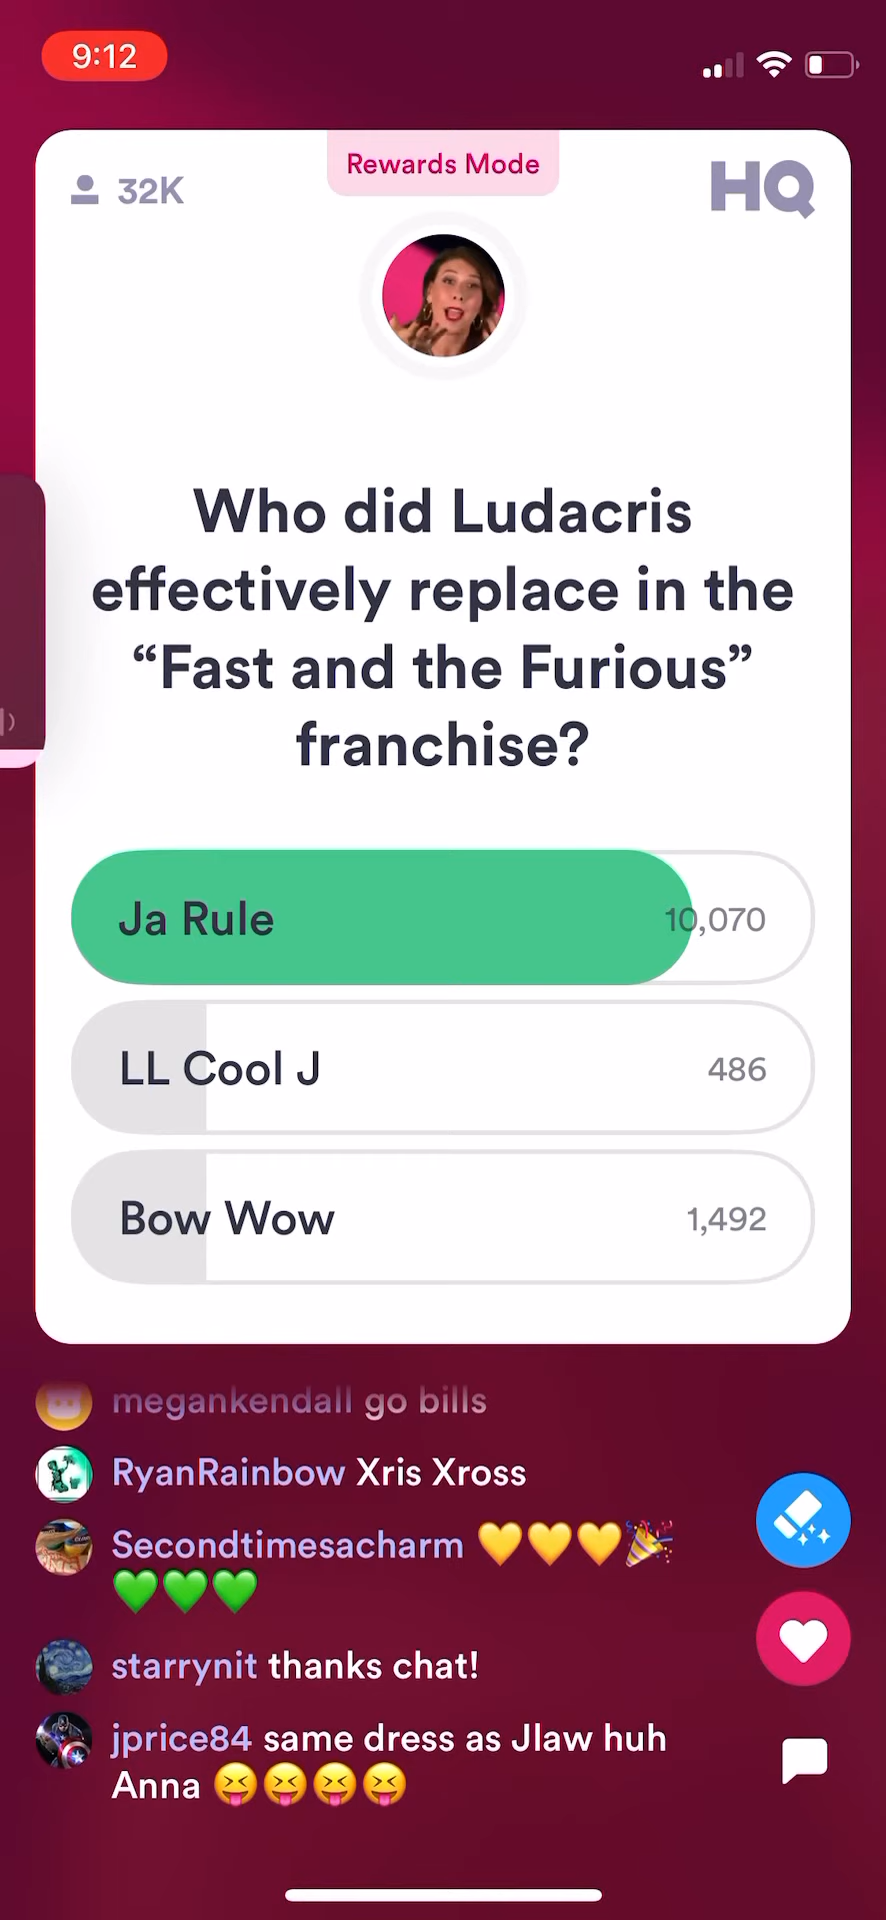 9:12
32K
Rewards Mode
HQ
Who did Ludacris
effectively replace in the
“Fast and the Furious”
franchise?
Ja Rule 10,070
LL Cool J 486
Bow Wow 1,492
megankendall go bills
RyanRainbow Xris Xross
Secondtimesacharm 💛💛💛🎉
💚💚💚
starrynit thanks chat!
jprice84 same dress as Jlaw huh
Anna 😝😝😝😝